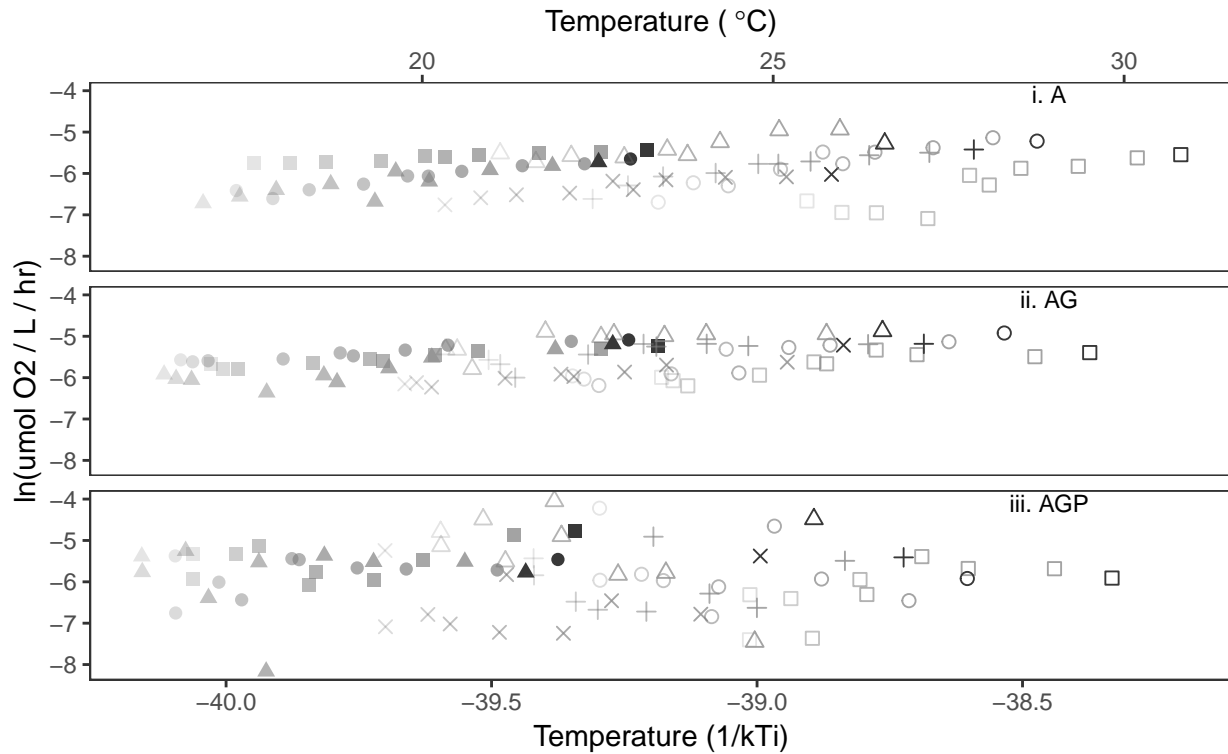 Temperature ( °C)
20 25 30
i. A
−4
−5
−6
−7
−8
ii. AG
−4
−5
−6
−7
−8
iii. AGP
−4
−5
−6
−7
−8
ln(umol O2 / L / hr)
−40.0 −39.5 −39.0 −38.5
Temperature (1/kTi)